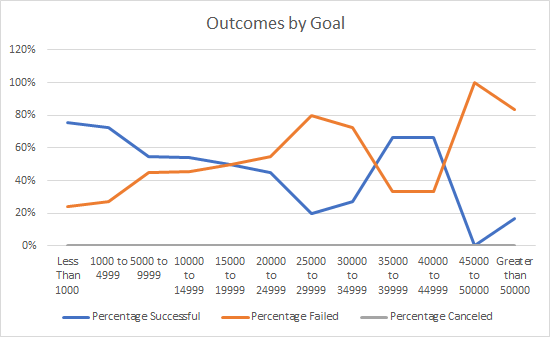 Outcomes by Goal
120%
100%
80%
60%
40%
20%
0%
Less Than 1000
1000 to 4999
5000 to 9999
10000 to 14999
15000 to 19999
20000 to 24999
25000 to 29999
30000 to 34999
35000 to 39999
40000 to 44999
45000 to 50000
Greater than 50000
Percentage Successful
Percentage Failed
Percentage Canceled